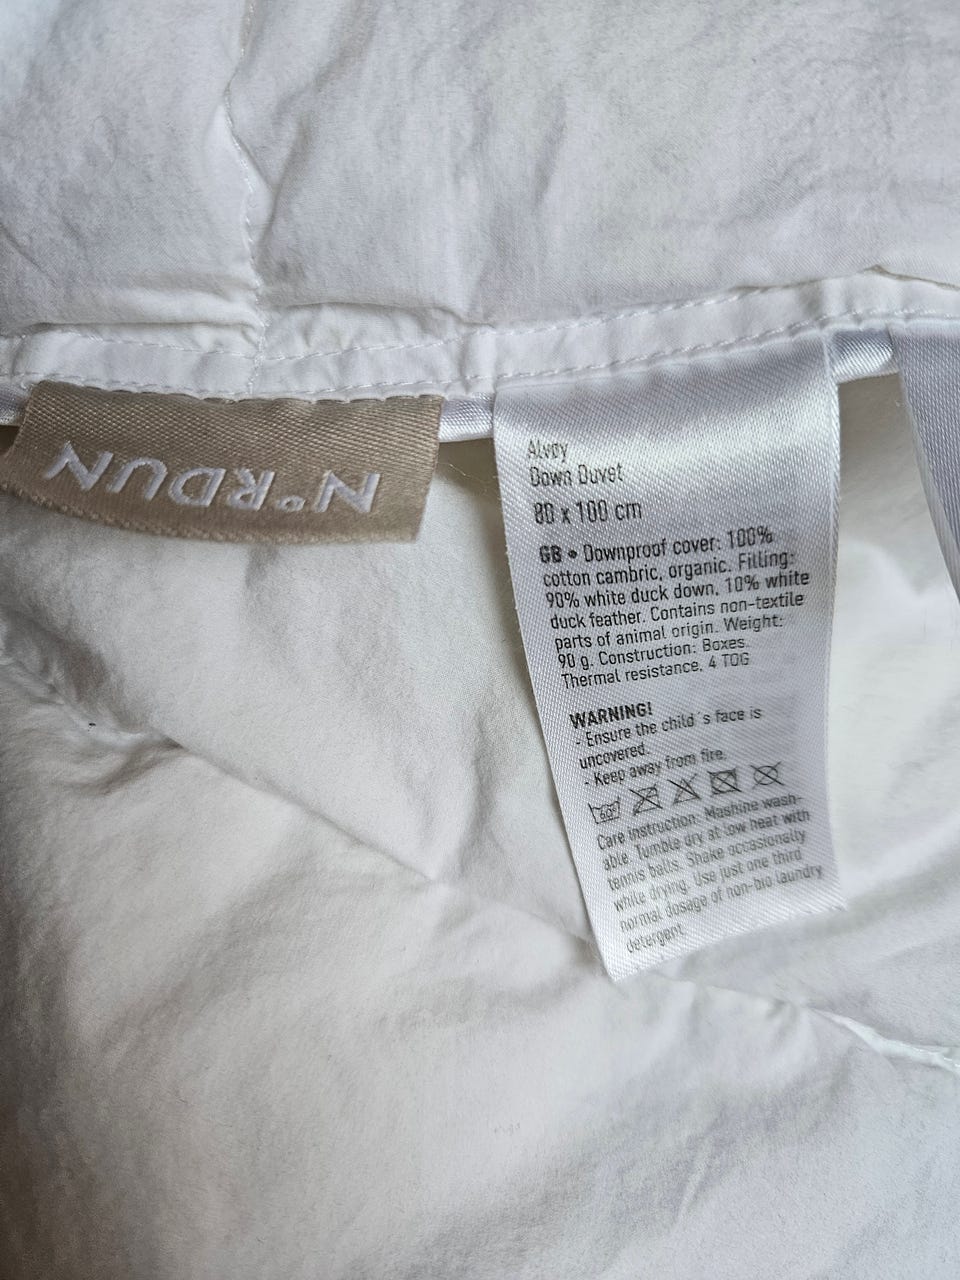 N°RDUN
Alvøy
Down Duvet
80 x 100 cm
GB • Downproof cover: 100%
cotton cambric, organic. Filling:
90% white duck down, 10% white
duck feather. Contains non-textile
parts of animal origin. Weight:
90 g. Construction: Boxes.
Thermal resistance, 4 TOG
WARNING!
- Ensure the child´s face is
uncovered.
- Keep away from fire.
60°
Care Instruction: Mashine wash-
able. Tumble dry at low heat with
tennis balls. Shake occasionally
while drying. Use just one third
normal dosage of non-bio laundry
detergent.